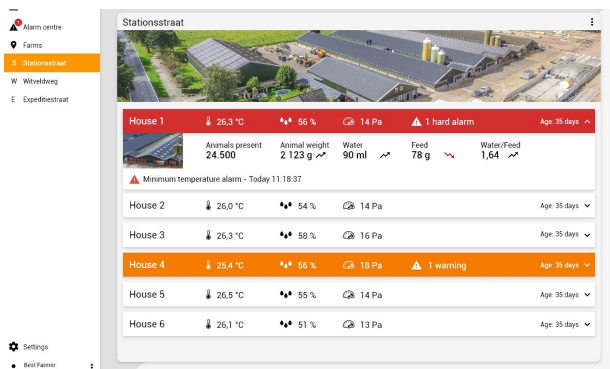 1
Alarm centre
Farms
S Stationsstraat
W Witveldweg
E Expeditiestraat
Settings
Best Farmer
Stationsstraat
House 1 26,3 °C 56 % 14 Pa 1 hard alarm Age: 35 days
Animals present Animal weight Water Feed Water/Feed
24.500 2 123 g 90 ml 78 g 1,64
Minimum temperature alarm - Today 11:18:37
House 2 26,0 °C 54 % 14 Pa Age: 35 days
House 3 26,3 °C 58 % 16 Pa Age: 35 days
House 4 25,4 °C 56 % 18 Pa 1 warning Age: 35 days
House 5 26,5 °C 55 % 14 Pa Age: 35 days
House 6 26,1 °C 51 % 13 Pa Age: 35 days